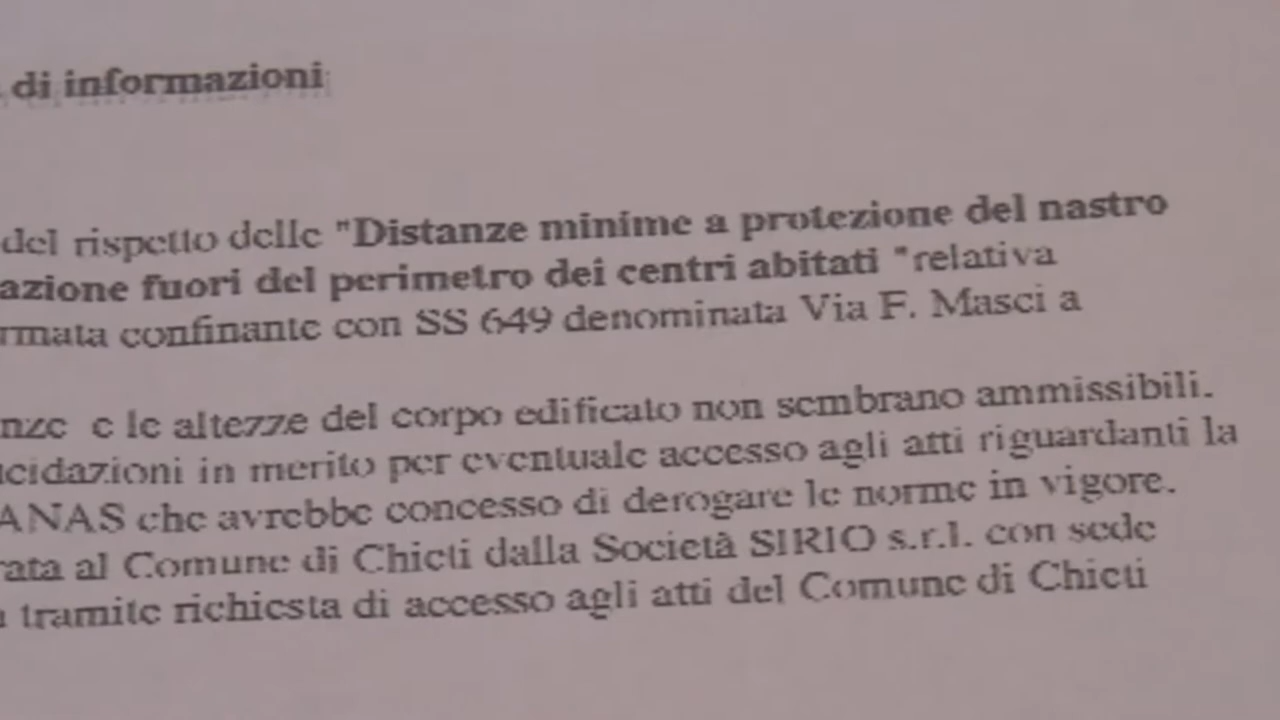 di informazioni
del rispetto delle "Distanze minime a protezione del nastro
azione fuori del perimetro dei centri abitati "relativa
rmata confinante con SS 649 denominata Via F. Masci a
nze e le altezze del corpo edificato non sembrano ammissibili.
ucidazioni in merito per eventuale accesso agli atti riguardanti la
ANAS che avrebbe concesso di derogare le norme in vigore.
rata al Comune di Chieti dalla Società SIRIO s.r.l. con sede
tramite richiesta di accesso agli atti del Comune di Chieti